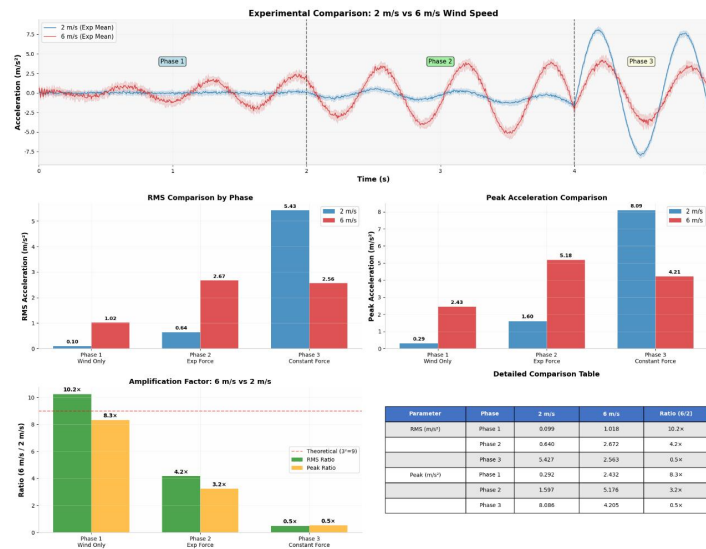 Experimental Comparison: 2 m/s vs 6 m/s Wind Speed
2 m/s (Exp Mean)
6 m/s (Exp Mean)
Phase 1
Phase 2
Phase 3
Acceleration (m/s²)
7.5
5.0
2.5
0.0
-2.5
-5.0
-7.5
0 1 2 3 4
Time (s)
RMS Comparison by Phase
2 m/s
6 m/s
RMS Acceleration (m/s²)
5
4
3
2
1
0
0.10 1.02 0.64 2.67 5.43 2.56
Phase 1 Phase 2 Phase 3
Wind Only Exp Force Constant Force
Peak Acceleration Comparison
2 m/s
6 m/s
Peak Acceleration (m/s²)
8
7
6
5
4
3
2
1
0
0.29 2.43 1.60 5.18 8.09 4.21
Phase 1 Phase 2 Phase 3
Wind Only Exp Force Constant Force
Amplification Factor: 6 m/s vs 2 m/s
Ratio (6 m/s / 2 m/s)
10
8
6
4
2
0
10.2× 8.3× 4.2× 3.2× 0.5× 0.5×
Theoretical (3²=9)
RMS Ratio
Peak Ratio
Phase 1 Phase 2 Phase 3
Wind Only Exp Force Constant Force
Detailed Comparison Table
Parameter Phase 2 m/s 6 m/s Ratio (6/2)
RMS (m/s²) Phase 1 0.099 1.018 10.2×
Phase 2 0.640 2.672 4.2×
Phase 3 5.427 2.563 0.5×
Peak (m/s²) Phase 1 0.292 2.432 8.3×
Phase 2 1.597 5.176 3.2×
Phase 3 8.086 4.205 0.5×